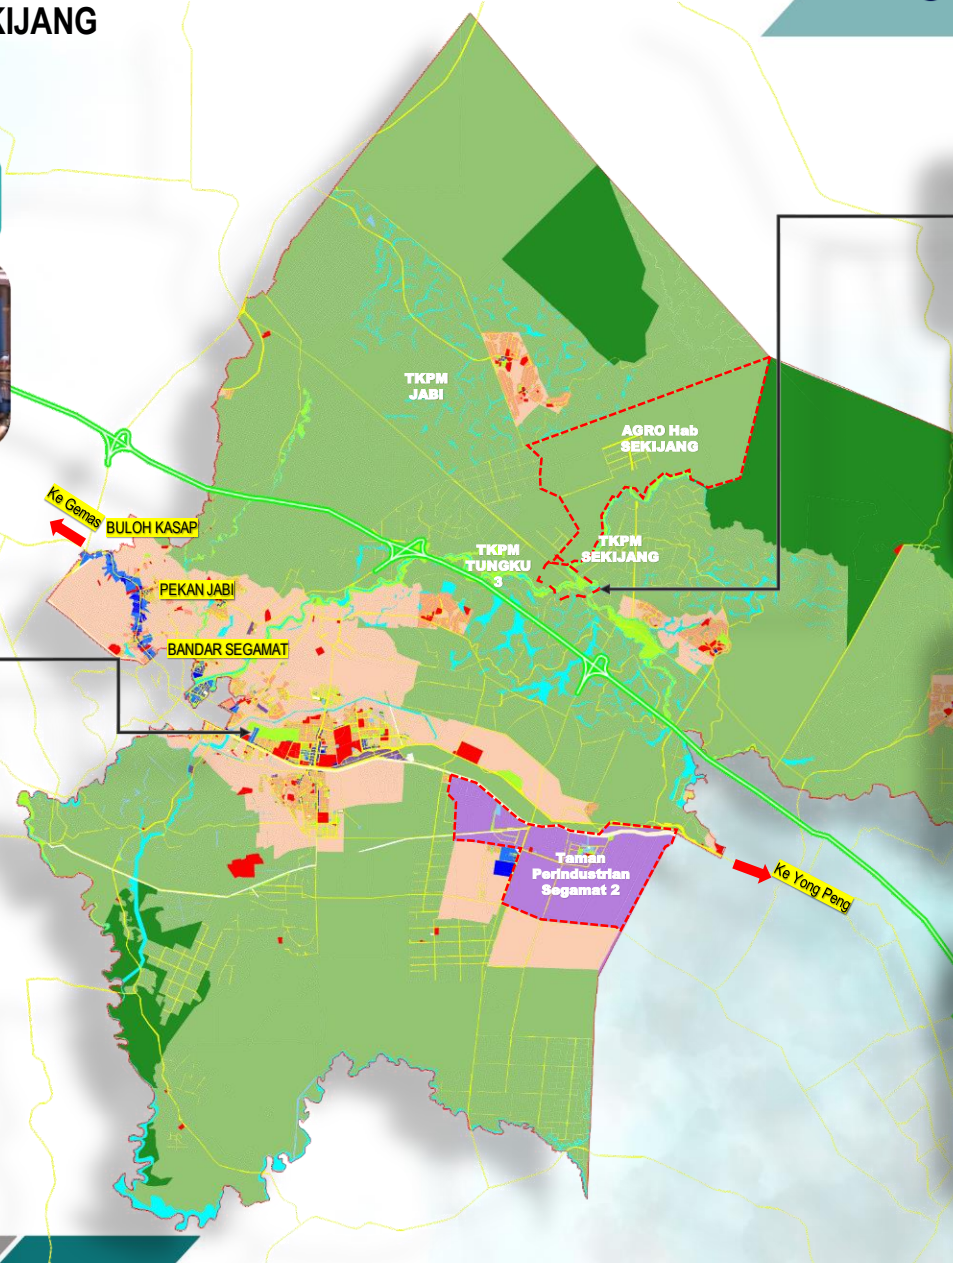 KIJANG
TKPM
JABI
AGRO Hab
SEKIJANG
Ke Gemas
BULOH KASAP
TKPM
TUNGKU
3
TKPM
SEKIJANG
PEKAN JABI
BANDAR SEGAMAT
Taman
Perindustrian
Segamat 2
Ke Yong Peng